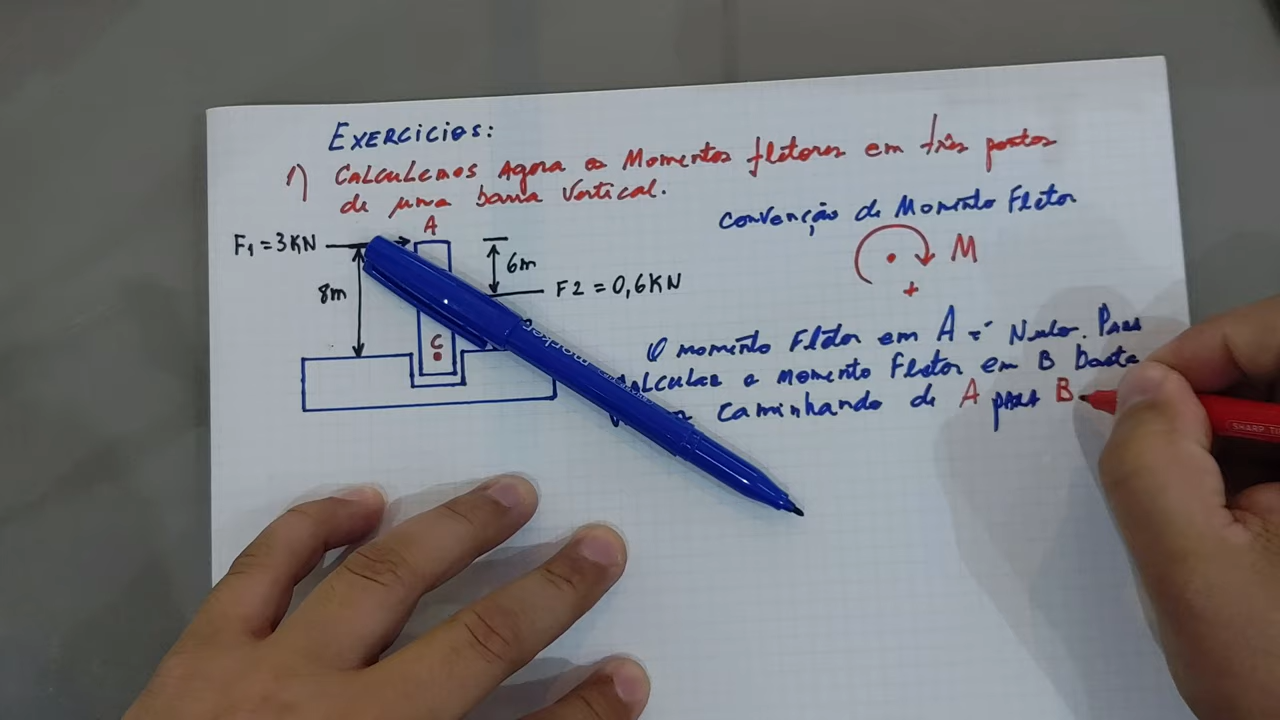 EXERCICIOS:
1) CALCULEMOS AgorA os Momentos fletores em três pontos
de uma barra Vertical.
A
Convenção de Momento Fletor
F1 = 3KN
M
6m
8m
F2 = 0,6KN
+
C
O momento Fletor em A é Nulo. Para
calcular o momento Fletor em B basta
caminhando de A para B
SHARP